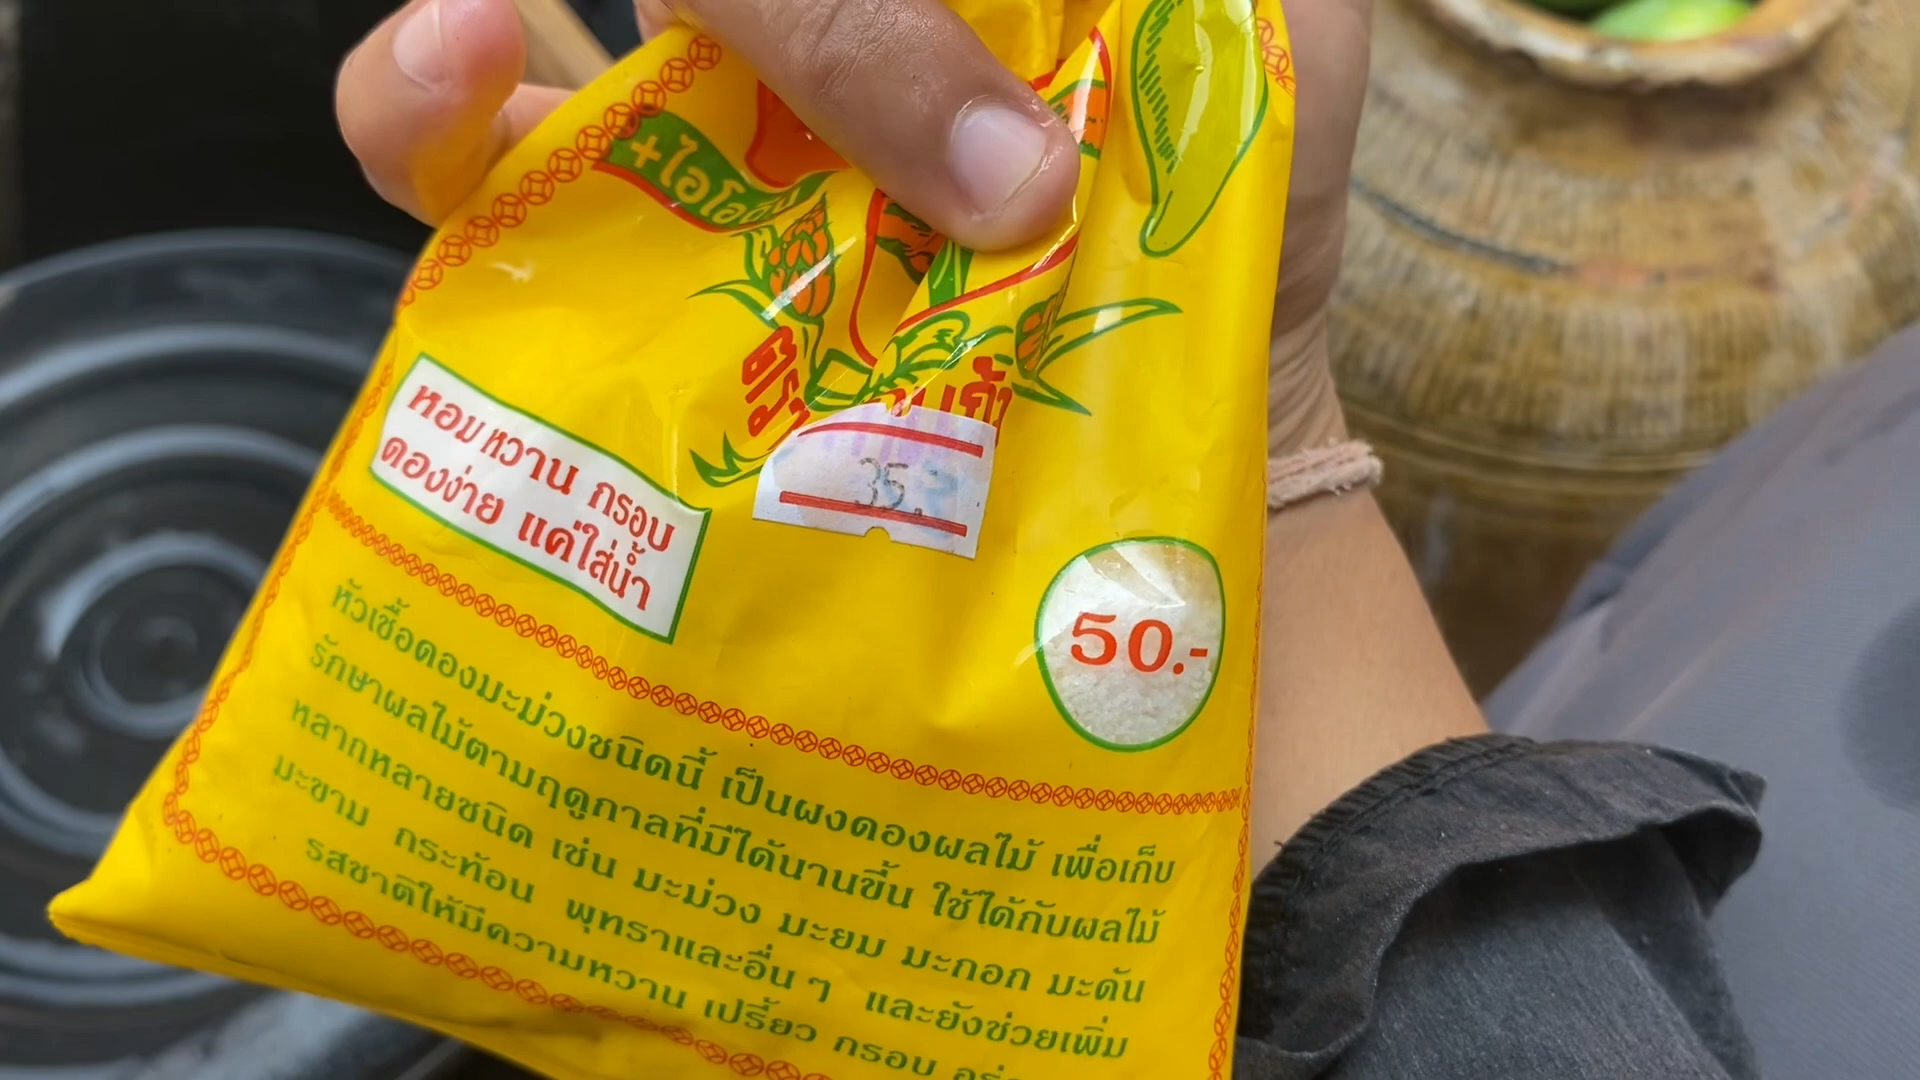 +ไอโอดีน
ตรา
35.-
หอม หวาน กรอบ
ดองง่าย แค่ใส่น้ำ
50.-
หัวเชื้อดองมะม่วงชนิดนี้ เป็นผงดองผลไม้ เพื่อเก็บ
รักษาผลไม้ตามฤดูกาลที่มีได้นานขึ้น ใช้ได้กับผลไม้
หลากหลายชนิด เช่น มะม่วง มะยม มะกอก มะดัน
มะขาม กระท้อน พุทราและอื่น ๆ และยังช่วยเพิ่ม
รสชาติให้มีความหวาน เปรี้ยว กรอบ